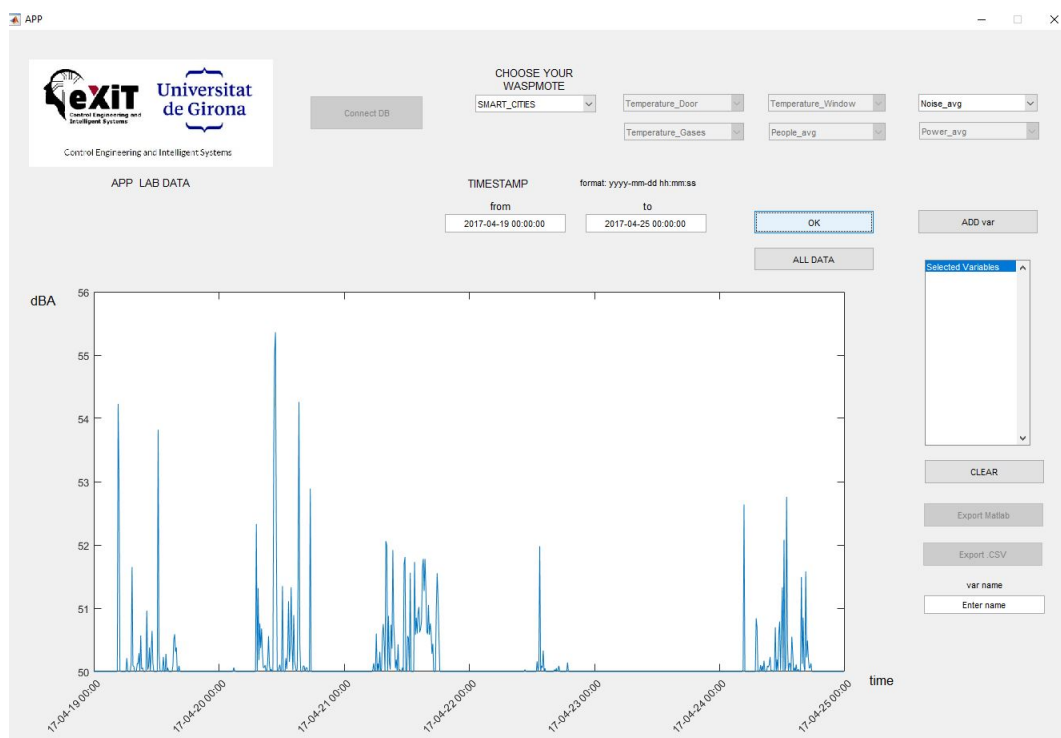 APP
eXiT
Control Engineering and
Intelligent Systems
Universitat
de Girona
Control Engineering and Intelligent Systems
APP LAB DATA
Connect DB
CHOOSE YOUR
WASPMOTE
SMART_CITIES
Temperature_Door
Temperature_Window
Noise_avg
Temperature_Gases
People_avg
Power_avg
TIMESTAMP
format: yyyy-mm-dd hh:mm:ss
from
to
2017-04-19 00:00:00
2017-04-25 00:00:00
OK
ADD var
ALL DATA
Selected Variables
CLEAR
Export Matlab
Export .CSV
var name
Enter name
dBA
56
55
54
53
52
51
50
17-04-19 00:00
17-04-20 00:00
17-04-21 00:00
17-04-22 00:00
17-04-23 00:00
17-04-24 00:00
17-04-25 00:00
time